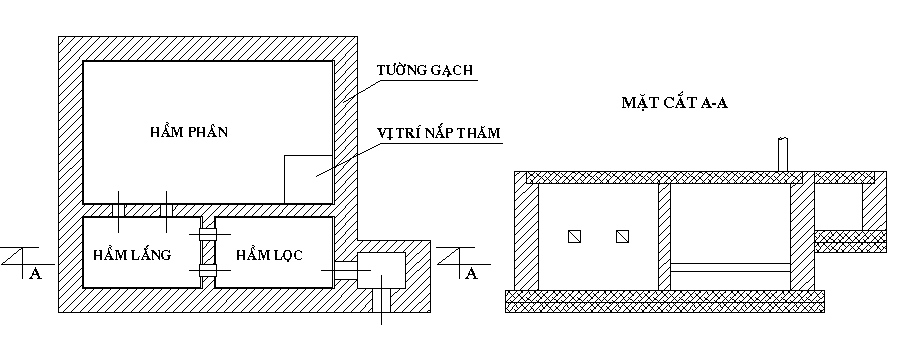 TƯỜNG GẠCH
MẶT CẮT A-A
HẦM PHÂN
VỊ TRÍ NẮP THĂM
HẦM LẮNG
HẦM LỌC
A
A